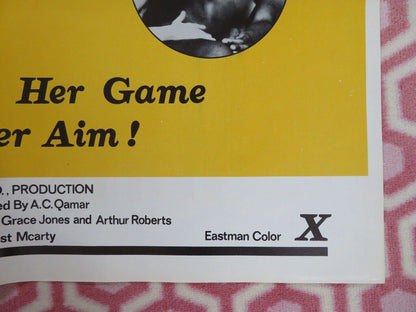 Her Game
er Aim!
O., PRODUCTION
ed By A.C. Qamar
Grace Jones and Arthur Roberts
st Mcarty
Eastman Color X